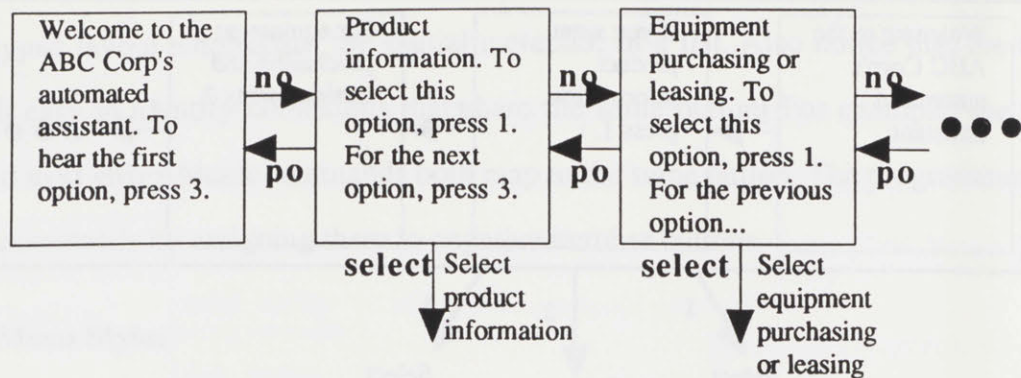 Welcome to the
ABC Corp's
automated
assistant. To
hear the first
option, press 3.
no
po
Product
information. To
select this
option, press 1.
For the next
option, press 3.
no
po
Equipment
purchasing or
leasing. To
select this
option, press 1.
For the previous
option...
no
po
select
Select
product
information
select
Select
equipment
purchasing
or leasing